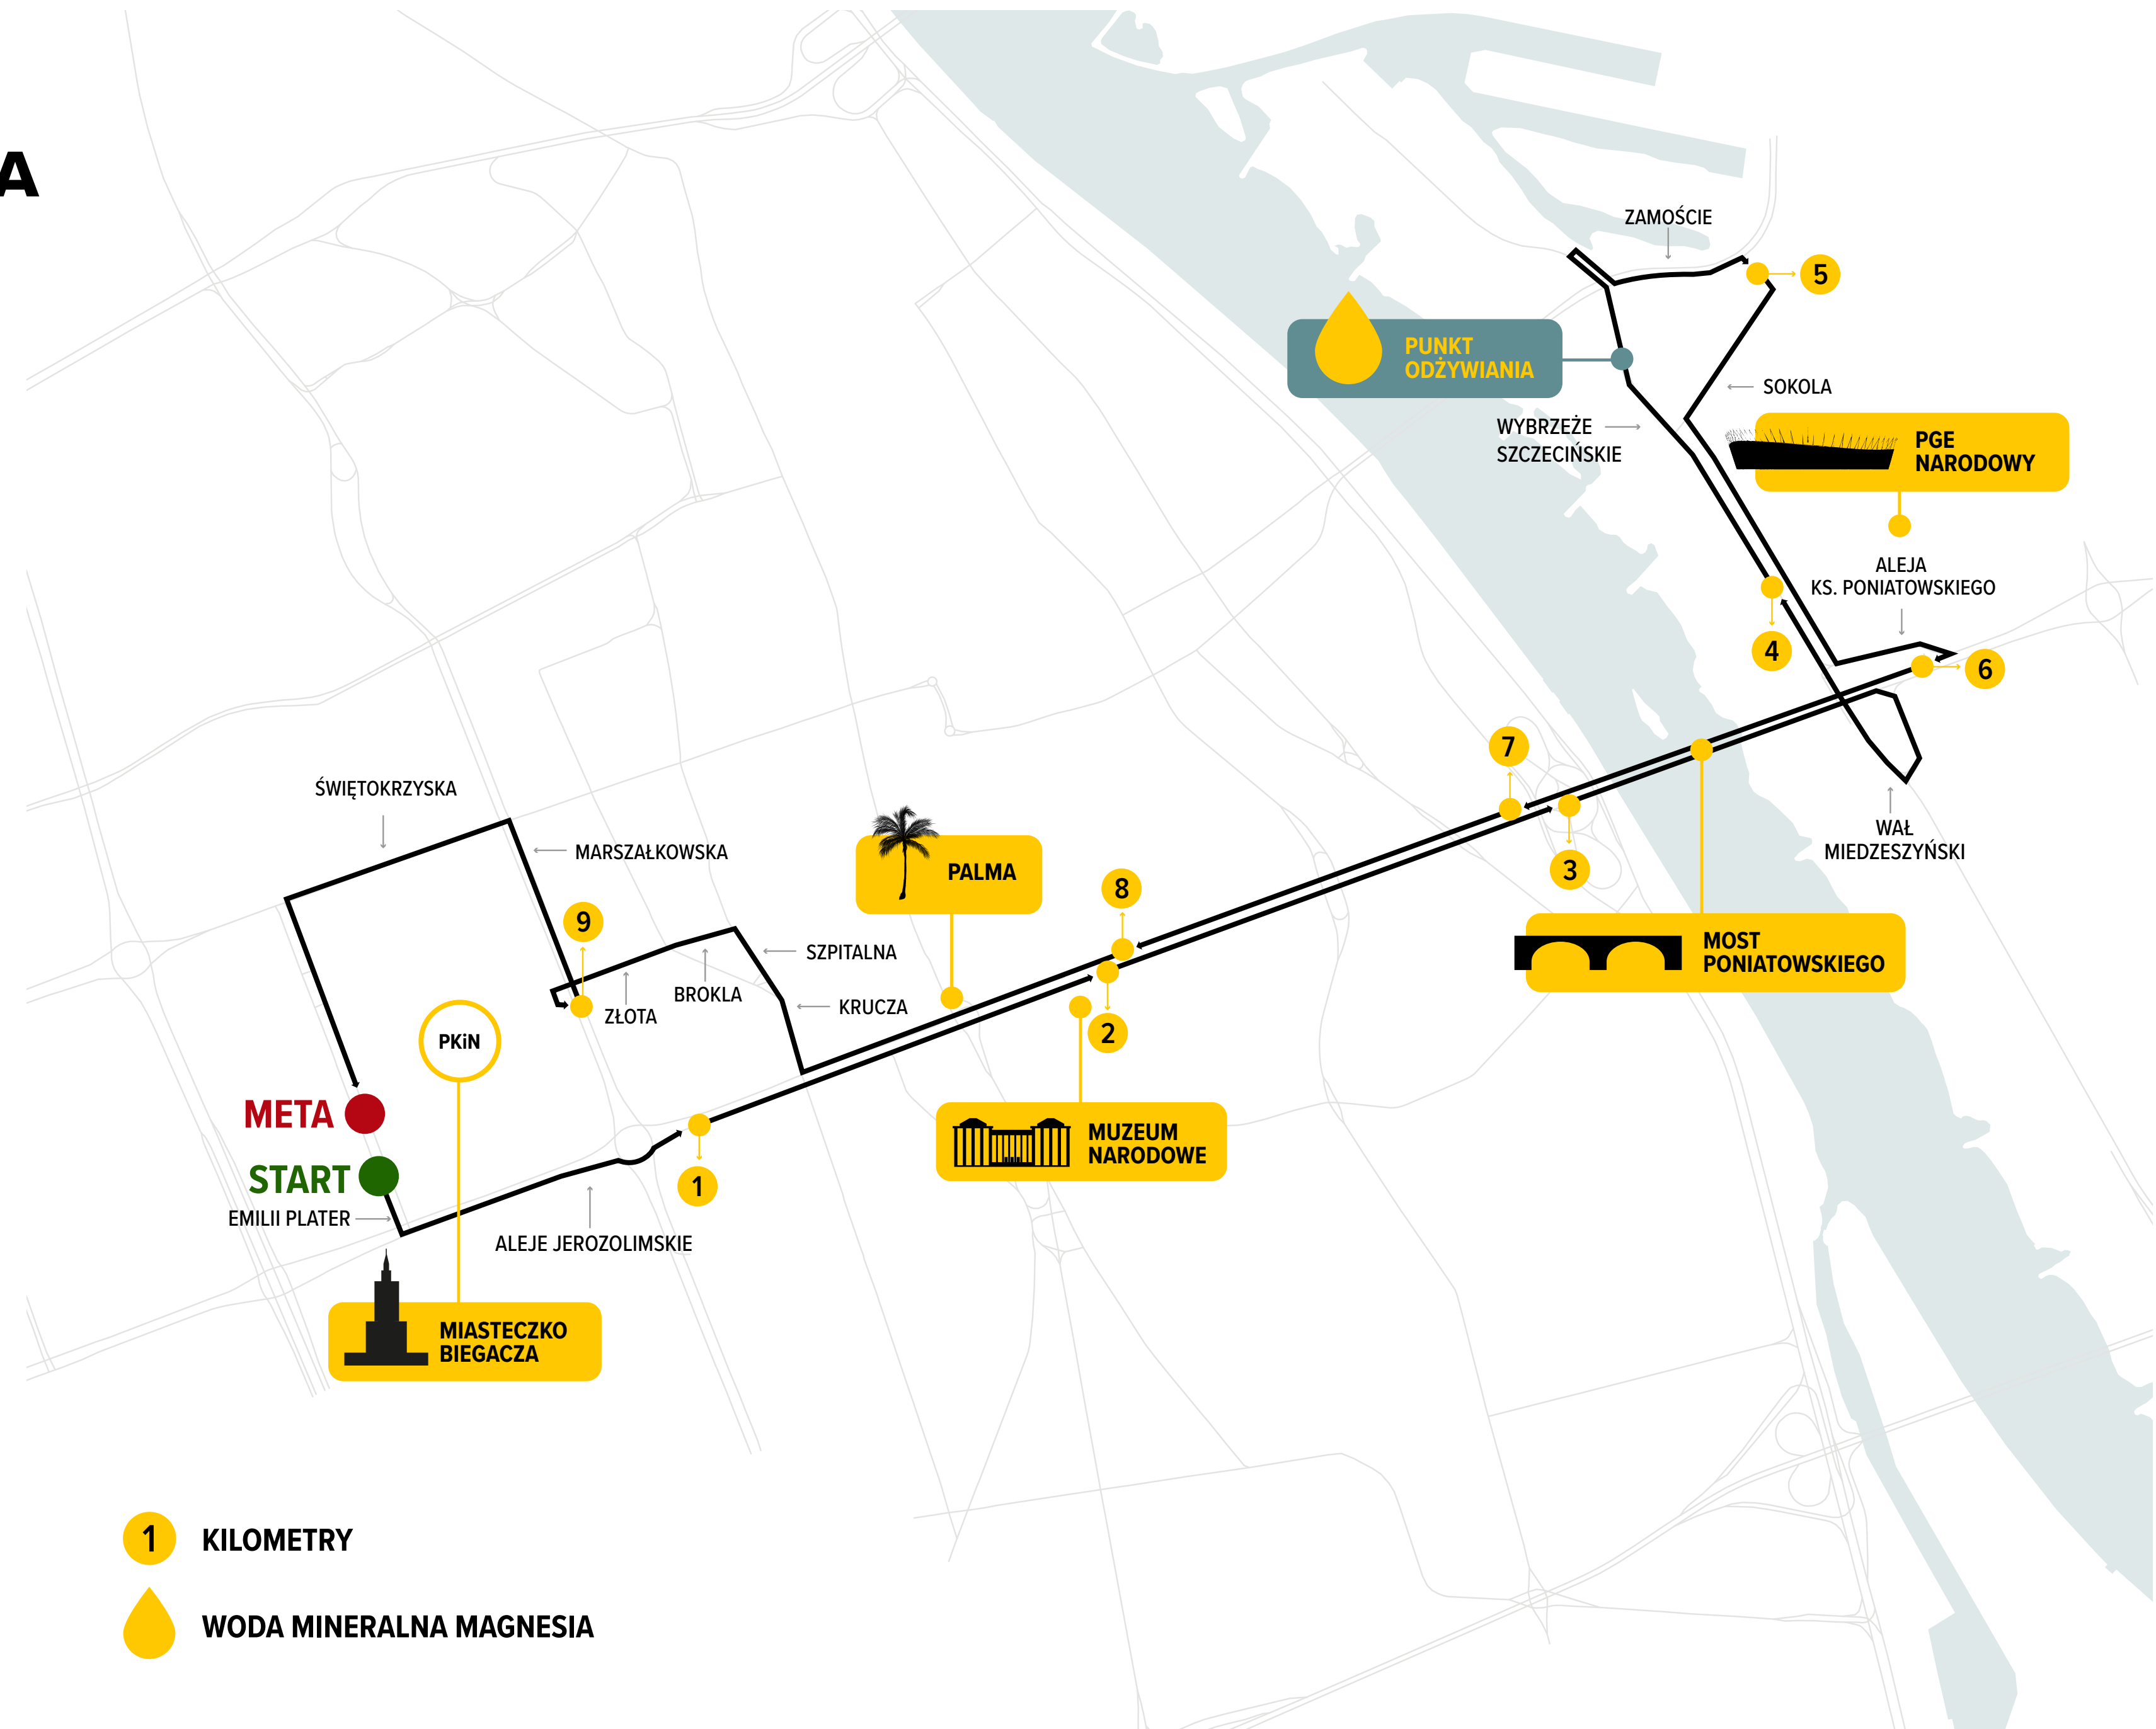 A
ZAMOŚCIE
5
PUNKT
ODŻYWIANIA
SOKOLA
WYBRZEŻE
SZCZECIŃSKIE
PGE
NARODOWY
ALEJA
KS. PONIATOWSKIEGO
4
6
7
3
WAŁ
MIEDZESZYŃSKI
ŚWIĘTOKRZYSKA
MARSZAŁKOWSKA
PALMA
8
9
SZPITALNA
BROKLA
KRUCZA
ZŁOTA
MOST
PONIATOWSKIEGO
2
PKiN
META
START
EMILII PLATER
1
MUZEUM
NARODOWE
ALEJE JEROZOLIMSKIE
MIASTECZKO
BIEGACZA
1 KILOMETRY
WODA MINERALNA MAGNESIA